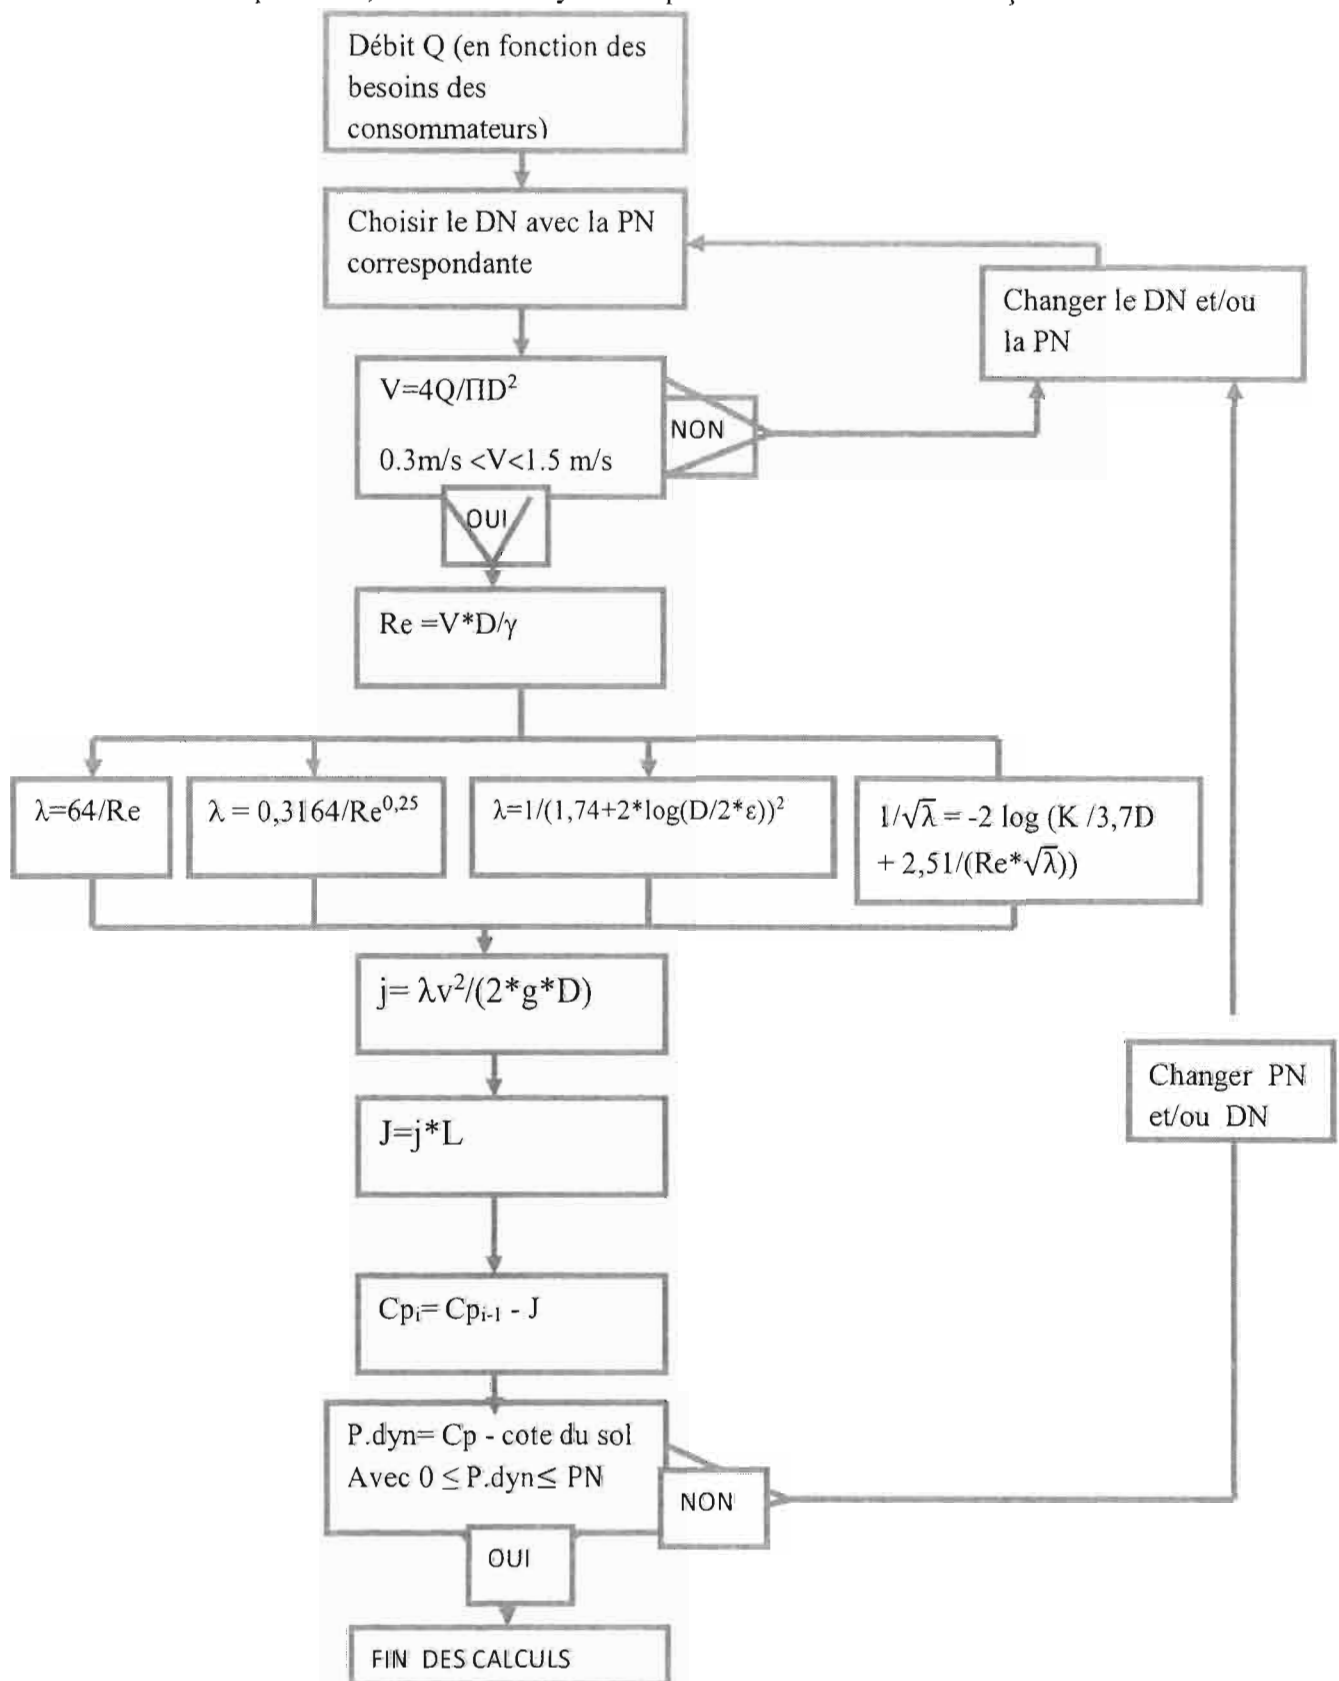 Débit Q (en fonction des
besoins des
consommateurs)
Choisir le DN avec la PN
correspondante
Changer le DN et/ou
la PN
V=4Q/ΠD²
0.3m/s <V<1.5 m/s
NON
OUI
Re =V*D/γ
λ=64/Re
λ = 0,3164/Re^0,25
λ=1/(1,74+2*log(D/2*ε))²
1/√λ = -2 log (K /3,7D
+ 2,51/(Re*√λ))
j= λv²/(2*g*D)
Changer PN
et/ou DN
J=j*L
Cpᵢ= Cpᵢ₋₁ - J
P.dyn= Cp - cote du sol
Avec 0 ≤ P.dyn≤ PN
NON
OUI
FIN DES CALCULS